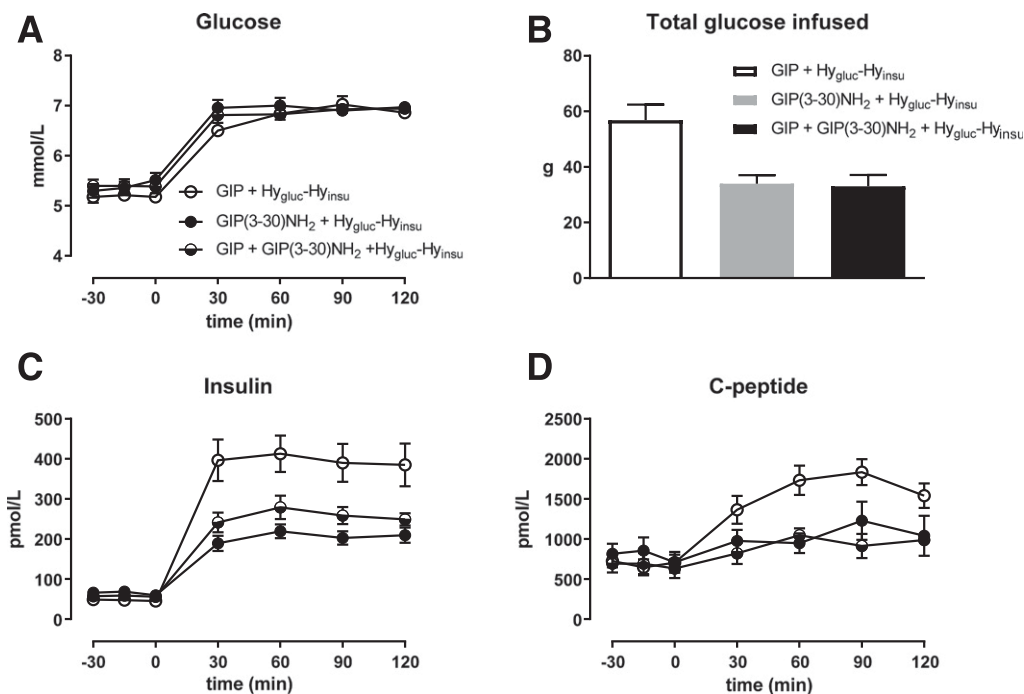 A
Glucose
8
7
6
5
4
mmol/L
GIP + Hygluc-Hyinsu
GIP(3-30)NH2 + Hygluc-Hyinsu
GIP + GIP(3-30)NH2 +Hygluc-Hyinsu
-30 0 30 60 90 120
time (min)
B
Total glucose infused
80
60
40
20
0
g
GIP + Hygluc-Hyinsu
GIP(3-30)NH2 + Hygluc-Hyinsu
GIP + GIP(3-30)NH2 + Hygluc-Hyinsu
C
Insulin
500
400
300
200
100
0
pmol/L
-30 0 30 60 90 120
time (min)
D
C-peptide
2500
2000
1500
1000
500
0
pmol/L
-30 0 30 60 90 120
time (min)